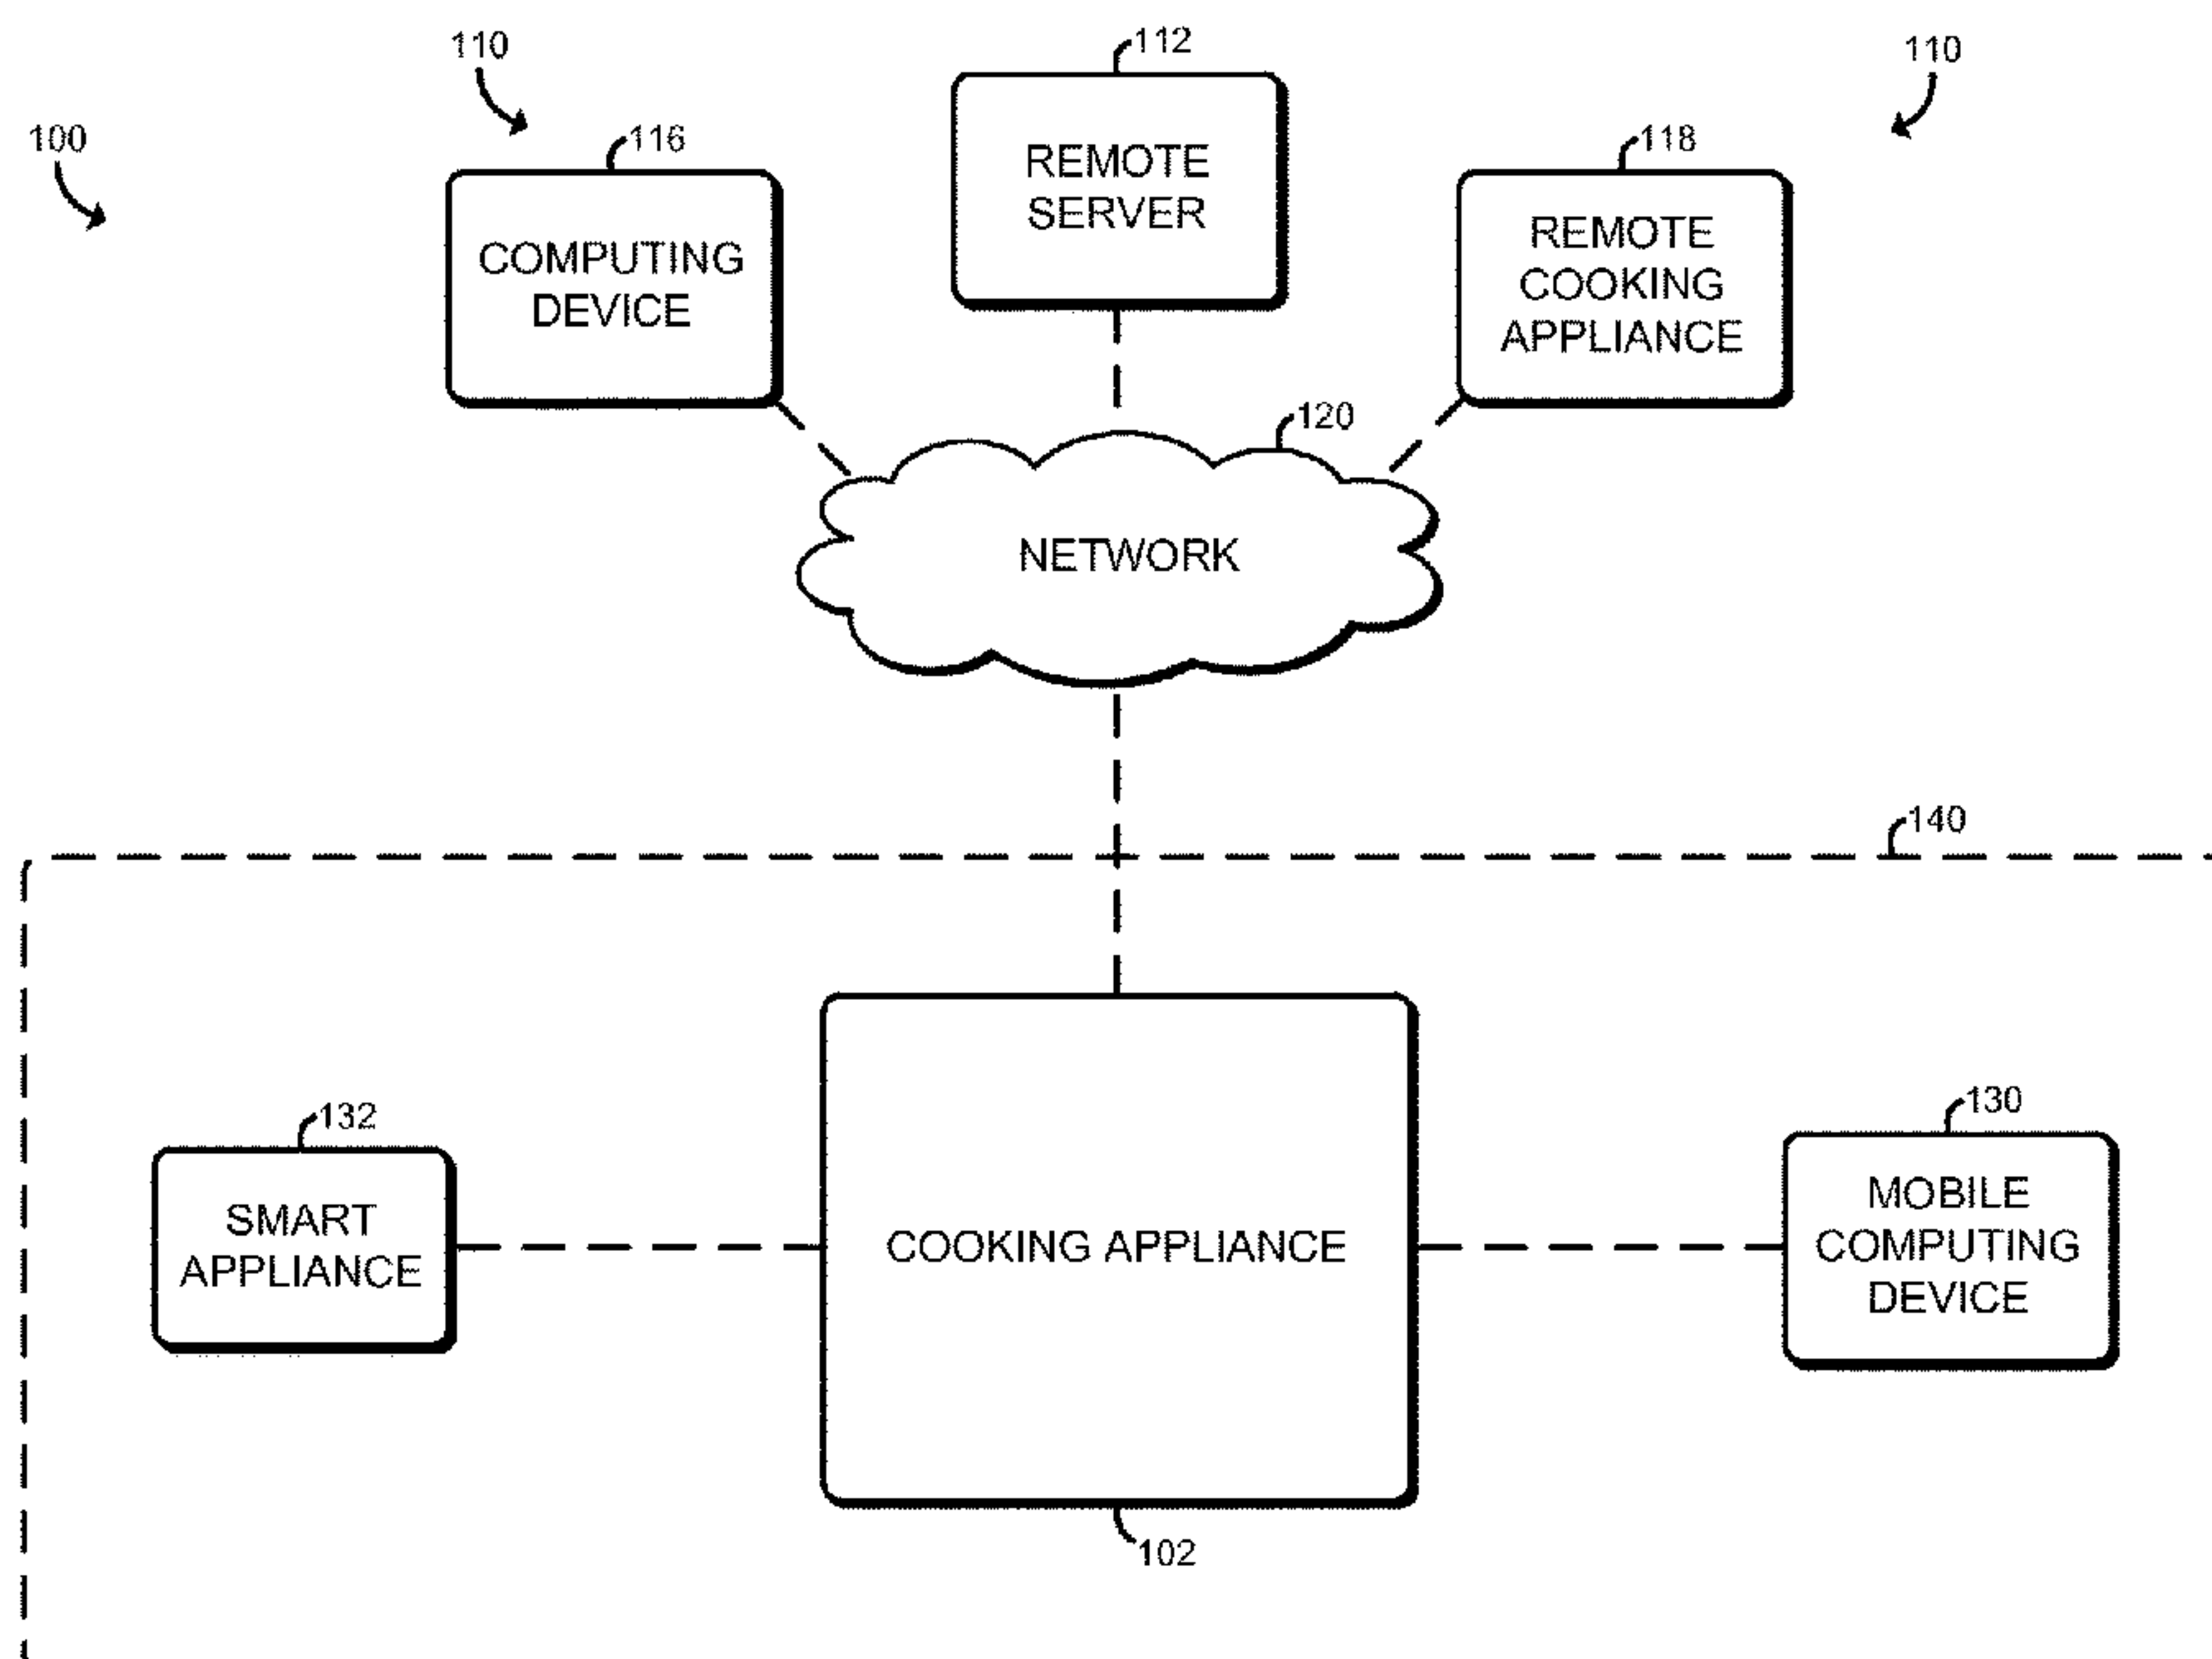 110
112
110
100
116
118
REMOTE
SERVER
COMPUTING
DEVICE
REMOTE
COOKING
APPLIANCE
120
NETWORK
140
132
130
SMART
APPLIANCE
COOKING APPLIANCE
MOBILE
COMPUTING
DEVICE
102